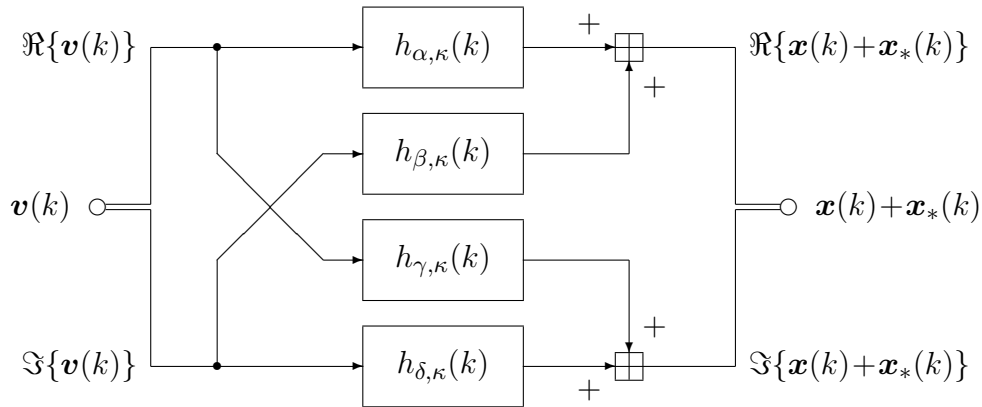 ℜ{𝒗(k)} h_{α,κ}(k) + ℜ{𝒙(k)+𝒙_*(k)}
+
h_{β,κ}(k)
𝒗(k) 𝒙(k)+𝒙_*(k)
h_{γ,κ}(k)
+
ℑ{𝒗(k)} h_{δ,κ}(k) + ℑ{𝒙(k)+𝒙_*(k)}